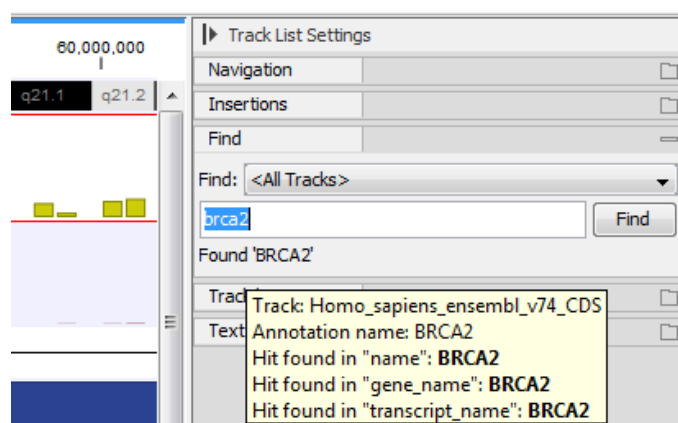 60,000,000
q21.1 q21.2
Track List Settings
Navigation
Insertions
Find
Find: <All Tracks>
brca2 Find
Found 'BRCA2'
Track: Homo_sapiens_ensembl_v74_CDS
Text
Annotation name: BRCA2
Hit found in "name": BRCA2
Hit found in "gene_name": BRCA2
Hit found in "transcript_name": BRCA2